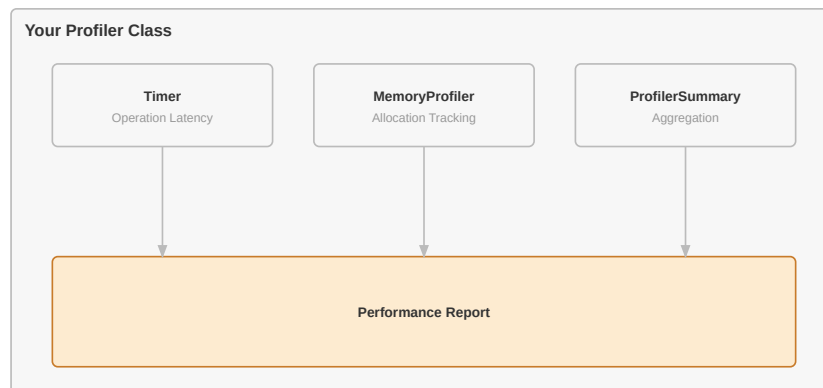 Your Profiler Class
Timer
Operation Latency
MemoryProfiler
Allocation Tracking
ProfilerSummary
Aggregation
Performance Report